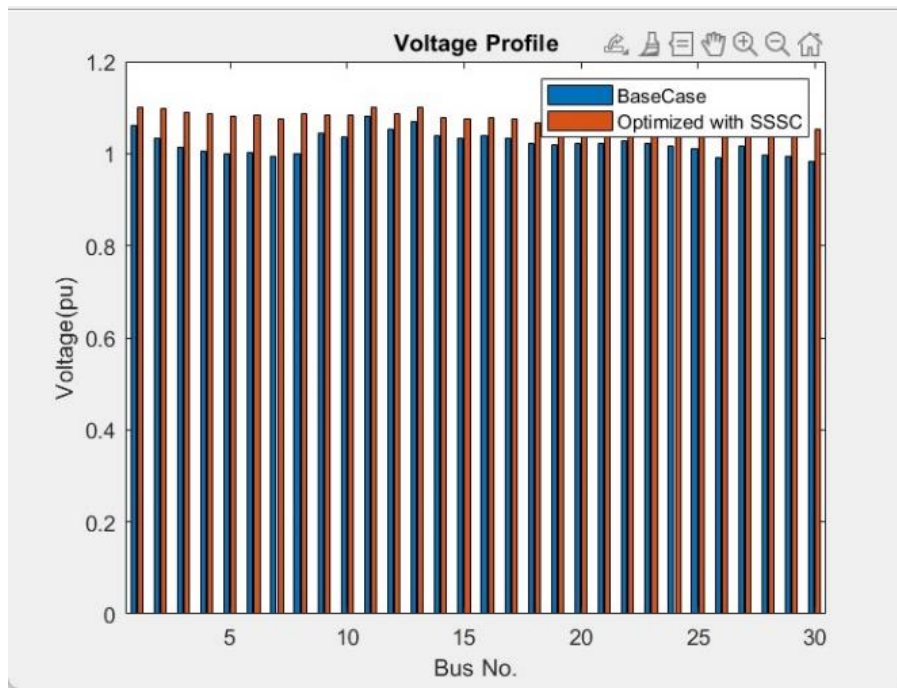 Voltage Profile
1.2
1
0.8
0.6
0.4
0.2
0
Voltage(pu)
BaseCase
Optimized with SSSC
5 10 15 20 25 30
Bus No.